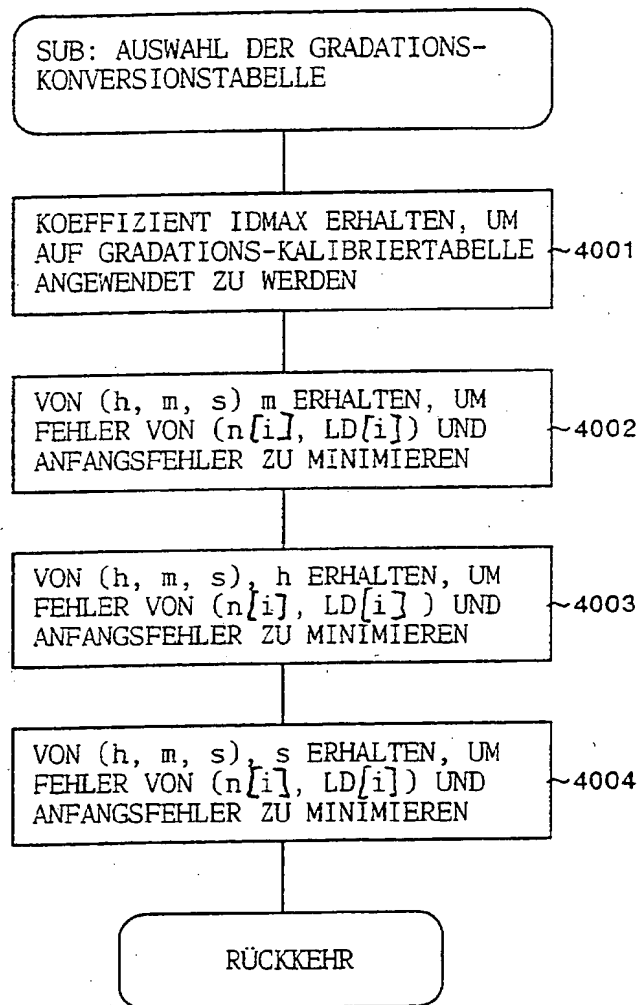 SUB: AUSWAHL DER GRADATIONS-
KONVERSIONSTABELLE
KOEFFIZIENT IDMAX ERHALTEN, UM
AUF GRADATIONS-KALIBRIERTABELLE
ANGEWENDET ZU WERDEN
~4001
VON (h, m, s) m ERHALTEN, UM
FEHLER VON (n[i], LD[i]) UND
ANFANGSFEHLER ZU MINIMIEREN
~4002
VON (h, m, s), h ERHALTEN, UM
FEHLER VON (n[i], LD[i] ) UND
ANFANGSFEHLER ZU MINIMIEREN
~4003
VON (h, m, s), s ERHALTEN, UM
FEHLER VON (n[i], LD[i]) UND
ANFANGSFEHLER ZU MINIMIEREN
~4004
RÜCKKEHR